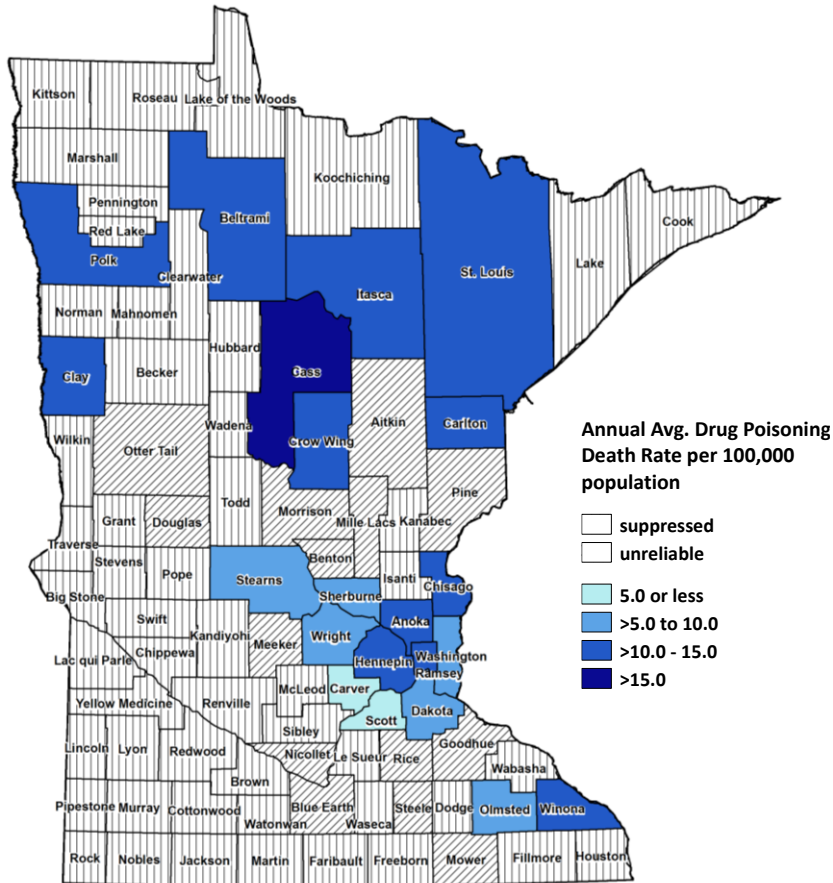 Kittson
Roseau
Lake of the Woods
Marshall
Koochiching
Pennington
Beltrami
Cook
Red Lake
Polk
St. Louis
Lake
Clearwater
Itasca
Norman
Mahnomen
Hubbard
Clay
Becker
Cass
Wadena
Aitkin
Carlton
Wilkin
Otter Tail
Crow Wing
Annual Avg. Drug Poisoning
Death Rate per 100,000
population
suppressed
unreliable
5.0 or less
>5.0 to 10.0
>10.0 - 15.0
>15.0
Pine
Todd
Morrison
Grant
Douglas
Mille Lacs
Kanabec
Traverse
Stevens
Pope
Benton
Stearns
Isanti
Chisago
Big Stone
Sherburne
Swift
Anoka
Kandiyohi
Wright
Meeker
Chippewa
Washington
Lac qui Parle
Hennepin
Ramsey
McLeod
Carver
Yellow Medicine
Renville
Dakota
Scott
Sibley
Lincoln
Lyon
Redwood
Nicollet
Le Sueur
Rice
Goodhue
Wabasha
Brown
Pipestone
Murray
Cottonwood
Watonwan
Blue Earth
Waseca
Steele
Dodge
Olmsted
Winona
Rock
Nobles
Jackson
Martin
Faribault
Freeborn
Mower
Fillmore
Houston